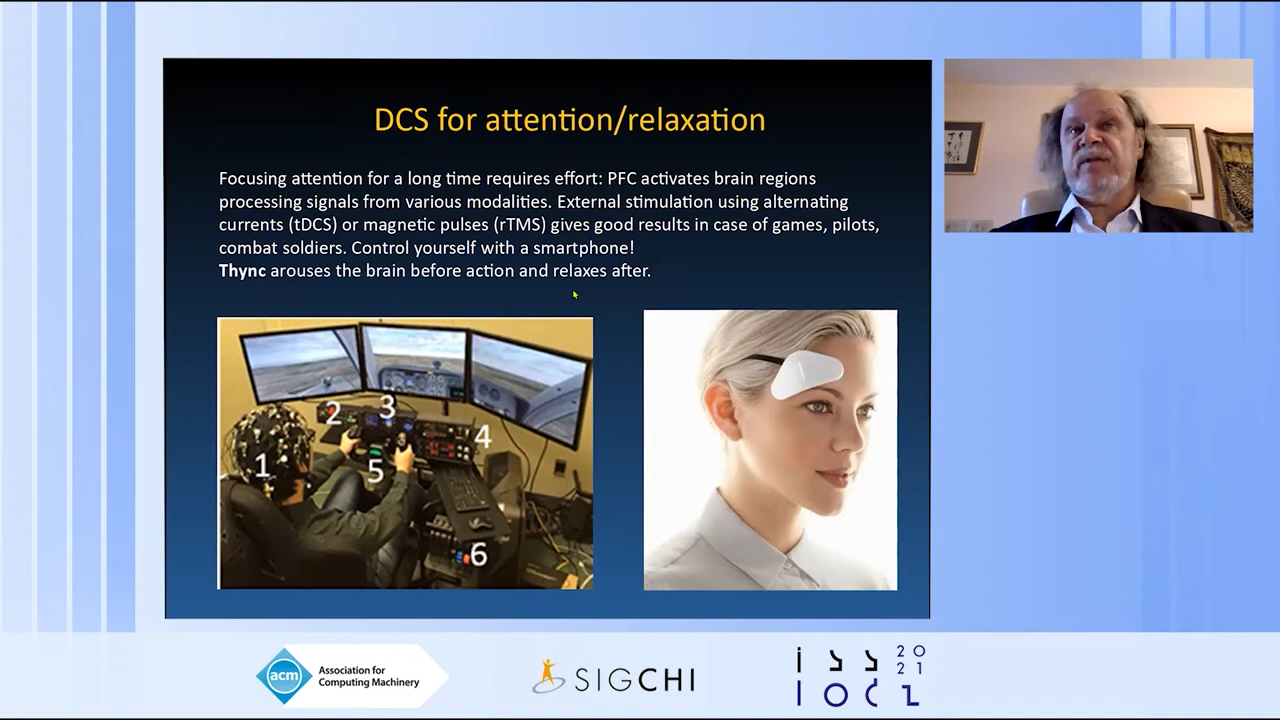 DCS for attention/relaxation
Focusing attention for a long time requires effort: PFC activates brain regions
processing signals from various modalities. External stimulation using alternating
currents (tDCS) or magnetic pulses (rTMS) gives good results in case of games, pilots,
combat soldiers. Control yourself with a smartphone!
Thync arouses the brain before action and relaxes after.
1
2
3
4
5
6
acm
Association for
Computing Machinery
SIGCHI
iss
20
21
łódź